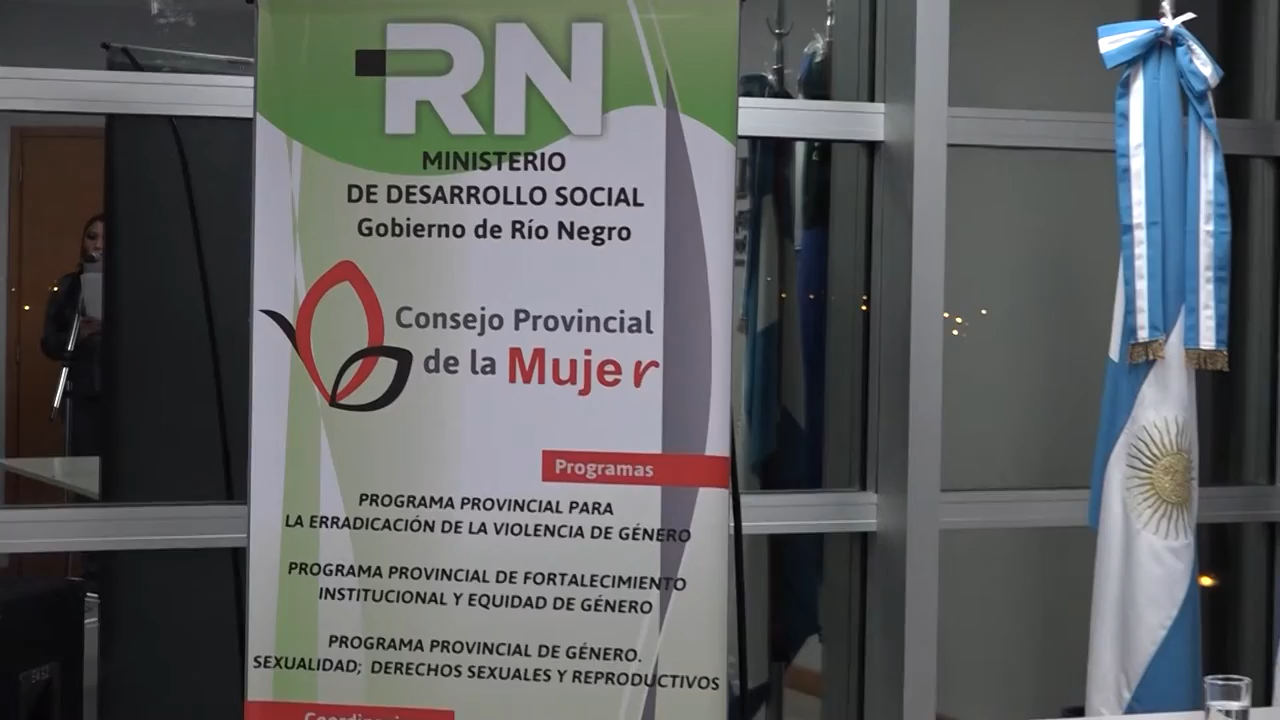 RN
MINISTERIO
DE DESARROLLO SOCIAL
Gobierno de Río Negro
Consejo Provincial
de la Mujer
Programas
PROGRAMA PROVINCIAL PARA
LA ERRADICACIÓN DE LA VIOLENCIA DE GÉNERO
PROGRAMA PROVINCIAL DE FORTALECIMIENTO
INSTITUCIONAL Y EQUIDAD DE GÉNERO
PROGRAMA PROVINCIAL DE GÉNERO.
SEXUALIDAD; DERECHOS SEXUALES Y REPRODUCTIVOS